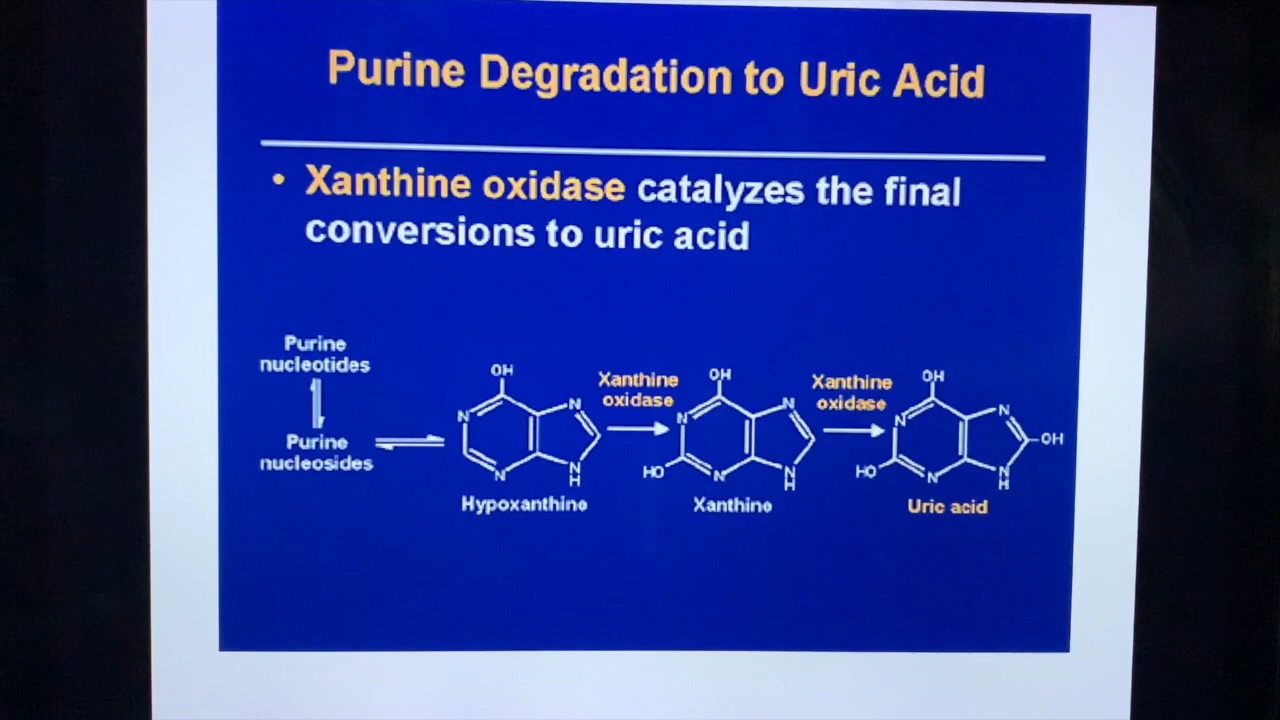 Purine Degradation to Uric Acid
• Xanthine oxidase catalyzes the final
conversions to uric acid
Purine
nucleotides
Purine
nucleosides
OH
N
N
N
N
H
Hypoxanthine
Xanthine
oxidase
OH
N
N
HO
N
N
H
Xanthine
Xanthine
oxidase
OH
N
N
OH
HO
N
N
H
Uric acid